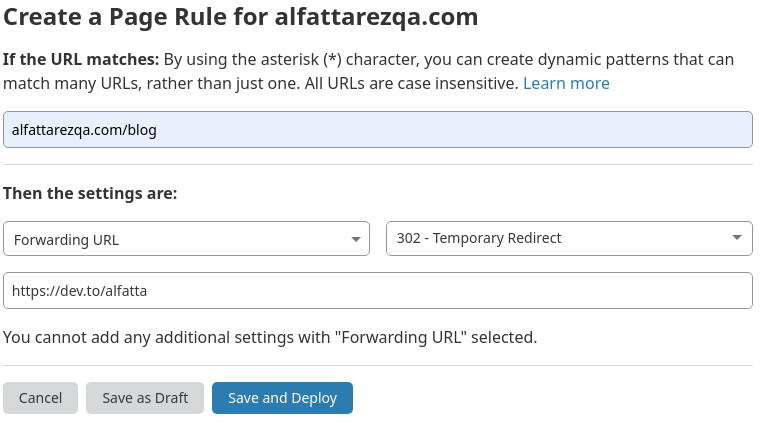 Create a Page Rule for alfattarezqa.com
If the URL matches: By using the asterisk (*) character, you can create dynamic patterns that can
match many URLs, rather than just one. All URLs are case insensitive. Learn more
alfattarezqa.com/blog
Then the settings are:
Forwarding URL
302 - Temporary Redirect
https://dev.to/alfatta
You cannot add any additional settings with "Forwarding URL" selected.
Cancel
Save as Draft
Save and Deploy